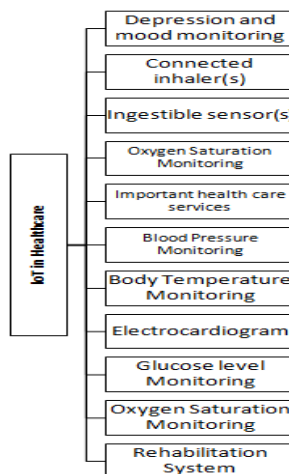 IoT in Healthcare
Depression and
mood monitoring
Connected
inhaler(s)
Ingestible sensor(s)
Oxygen Saturation
Monitoring
Important health care
services
Blood Pressure
Monitoring
Body Temperature
Monitoring
Electrocardiogram
Glucose level
Monitoring
Oxygen Saturation
Monitoring
Rehabilitation
System